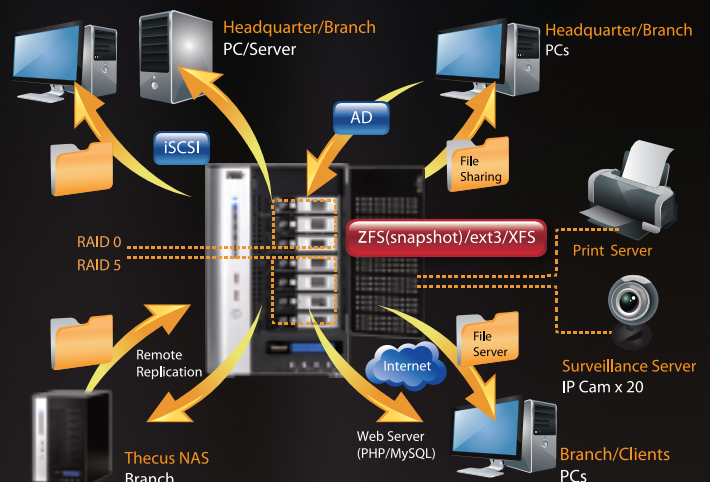 Headquarter/Branch
PC/Server
Headquarter/Branch
PCs
AD
iSCSI
File
Sharing
RAID 0
RAID 5
ZFS(snapshot)/ext3/XFS
Print Server
Remote
Replication
Internet
File
Server
Surveillance Server
IP Cam x 20
Web Server
(PHP/MySQL)
Thecus NAS
Branch
Branch/Clients
PCs